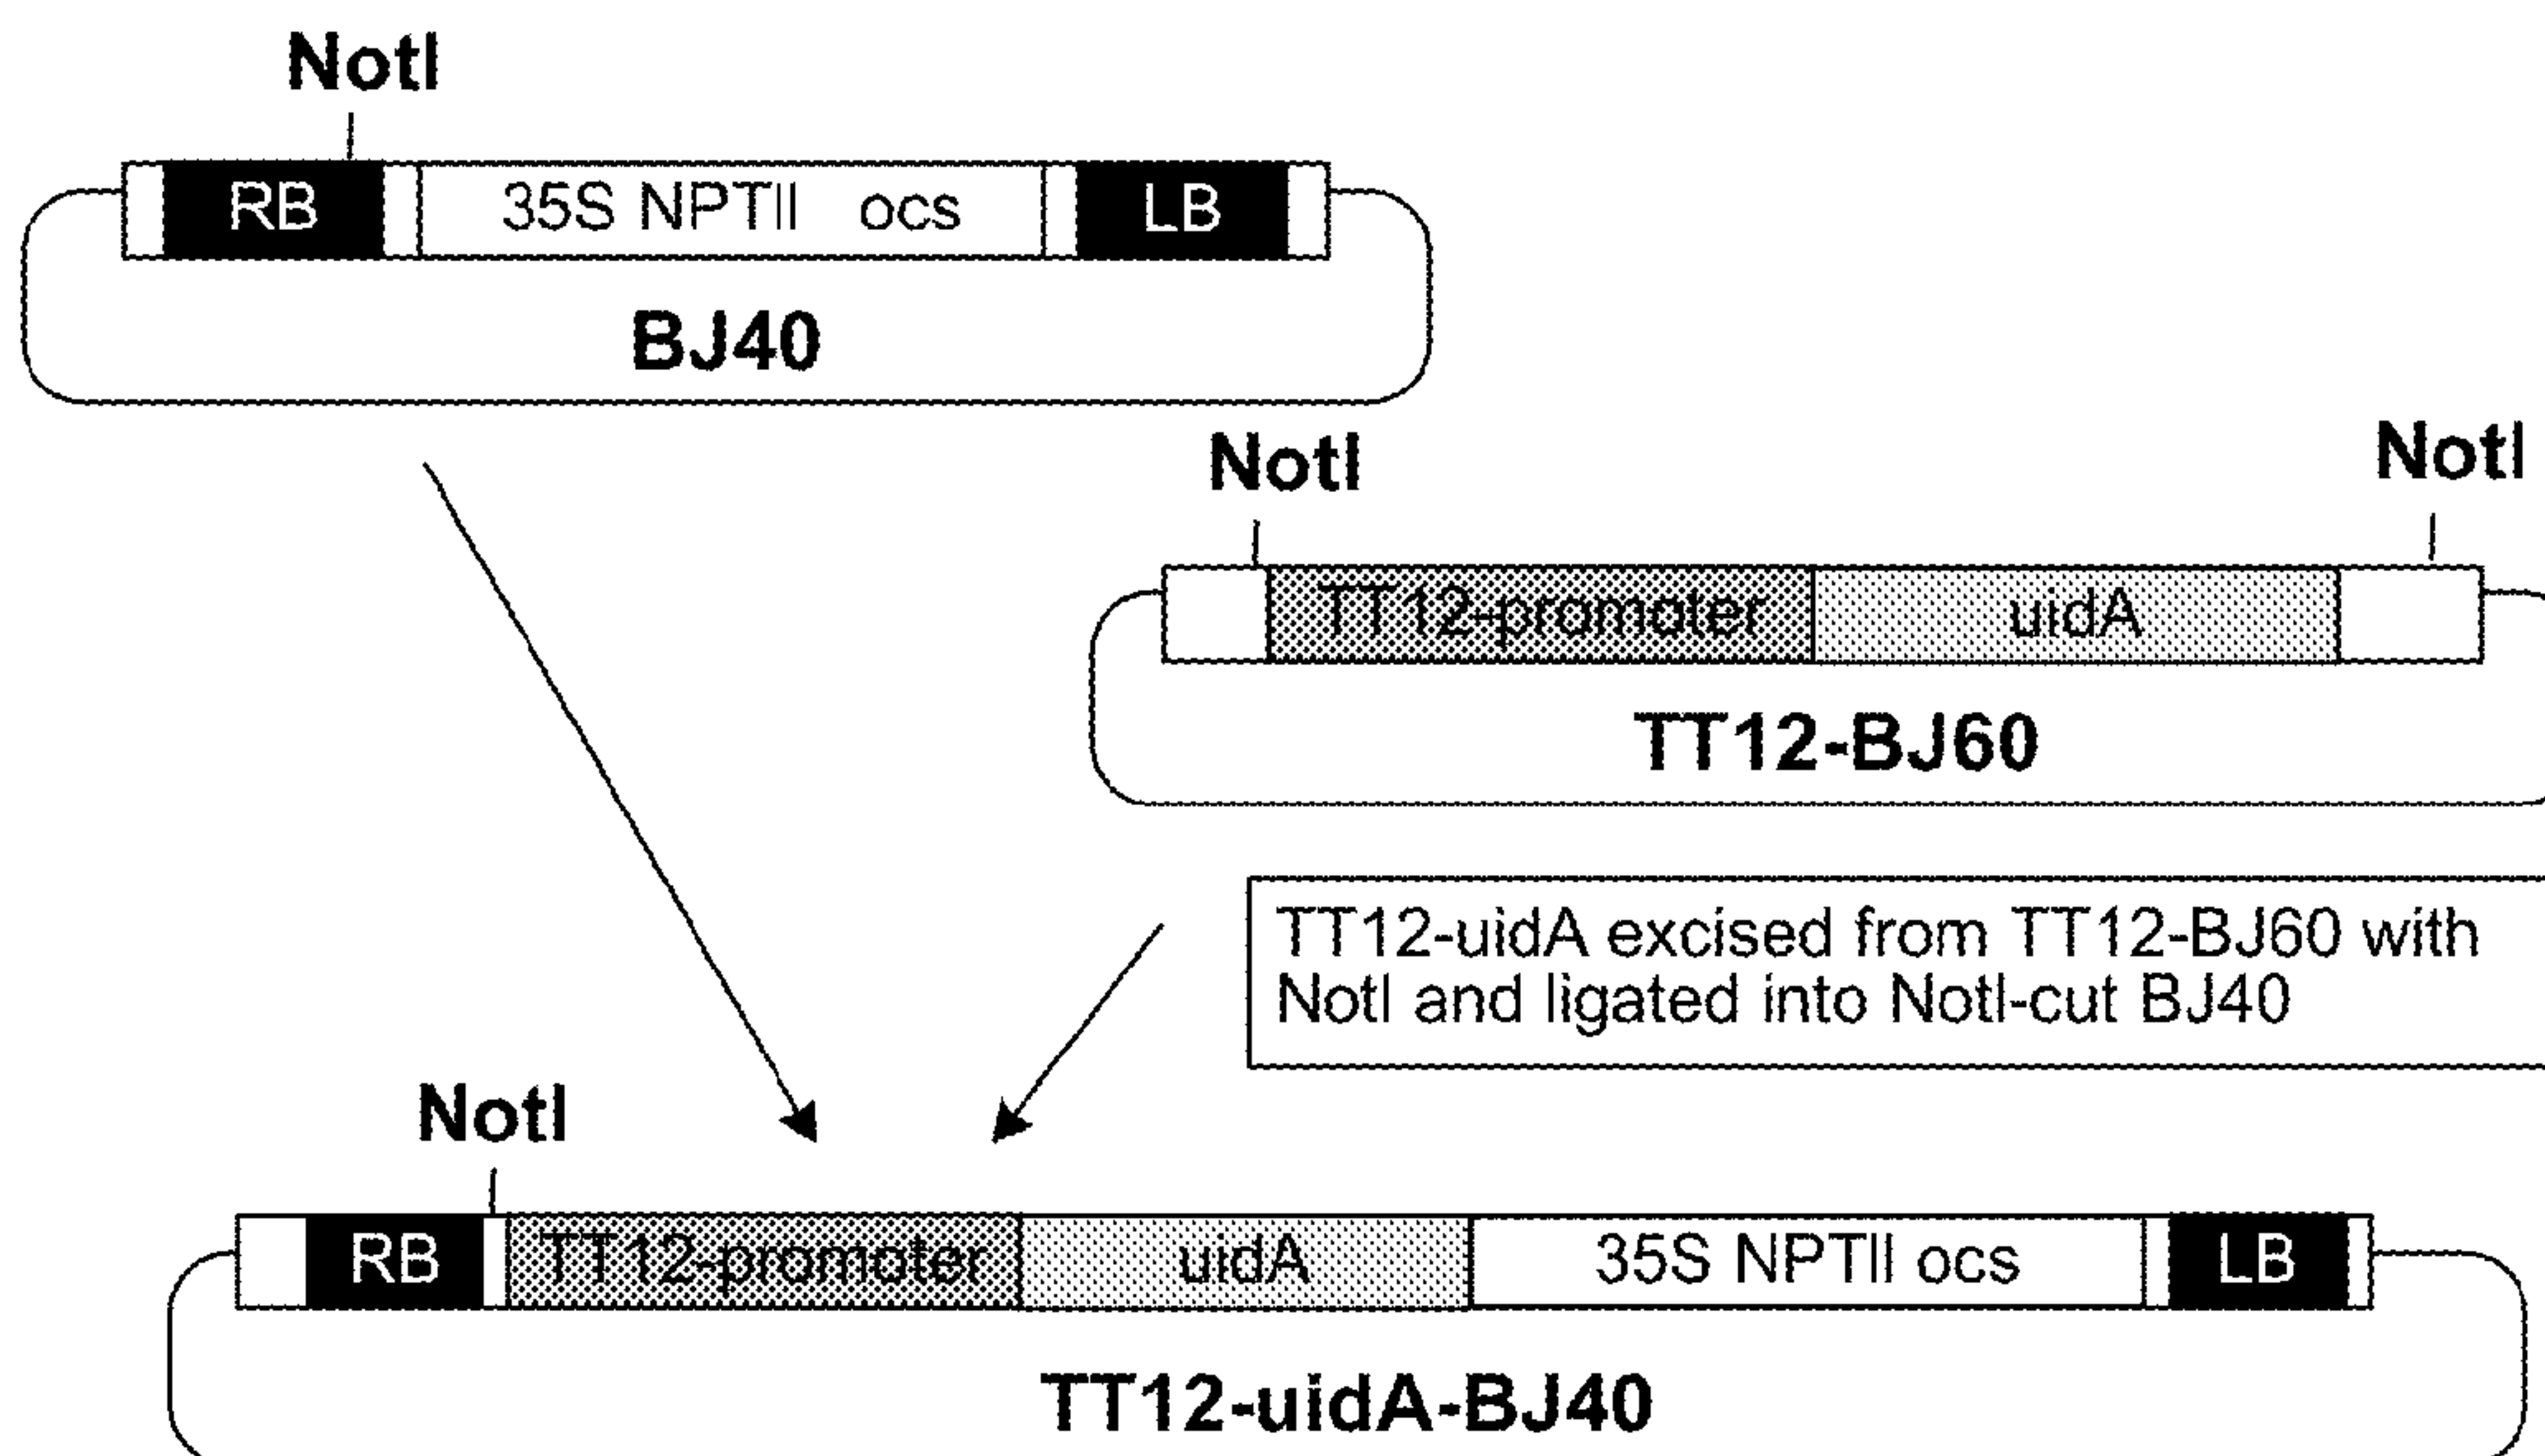 NotI
RB 35S NPTII ocs LB
BJ40
NotI NotI
TT12-promoter uidA
TT12-BJ60
TT12-uidA excised from TT12-BJ60 with
NotI and ligated into NotI-cut BJ40
NotI
RB TT12-promoter uidA 35S NPTII ocs LB
TT12-uidA-BJ40